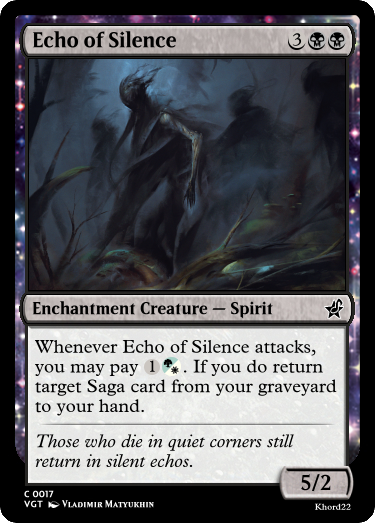 Echo of Silence 3
Enchantment Creature — Spirit
Whenever Echo of Silence attacks,
you may pay 1 . If you do return
target Saga card from your graveyard
to your hand.
Those who die in quiet corners still
return in silent echos.
5/2
C 0017
VGT Vladimir Matyukhin
Khord22